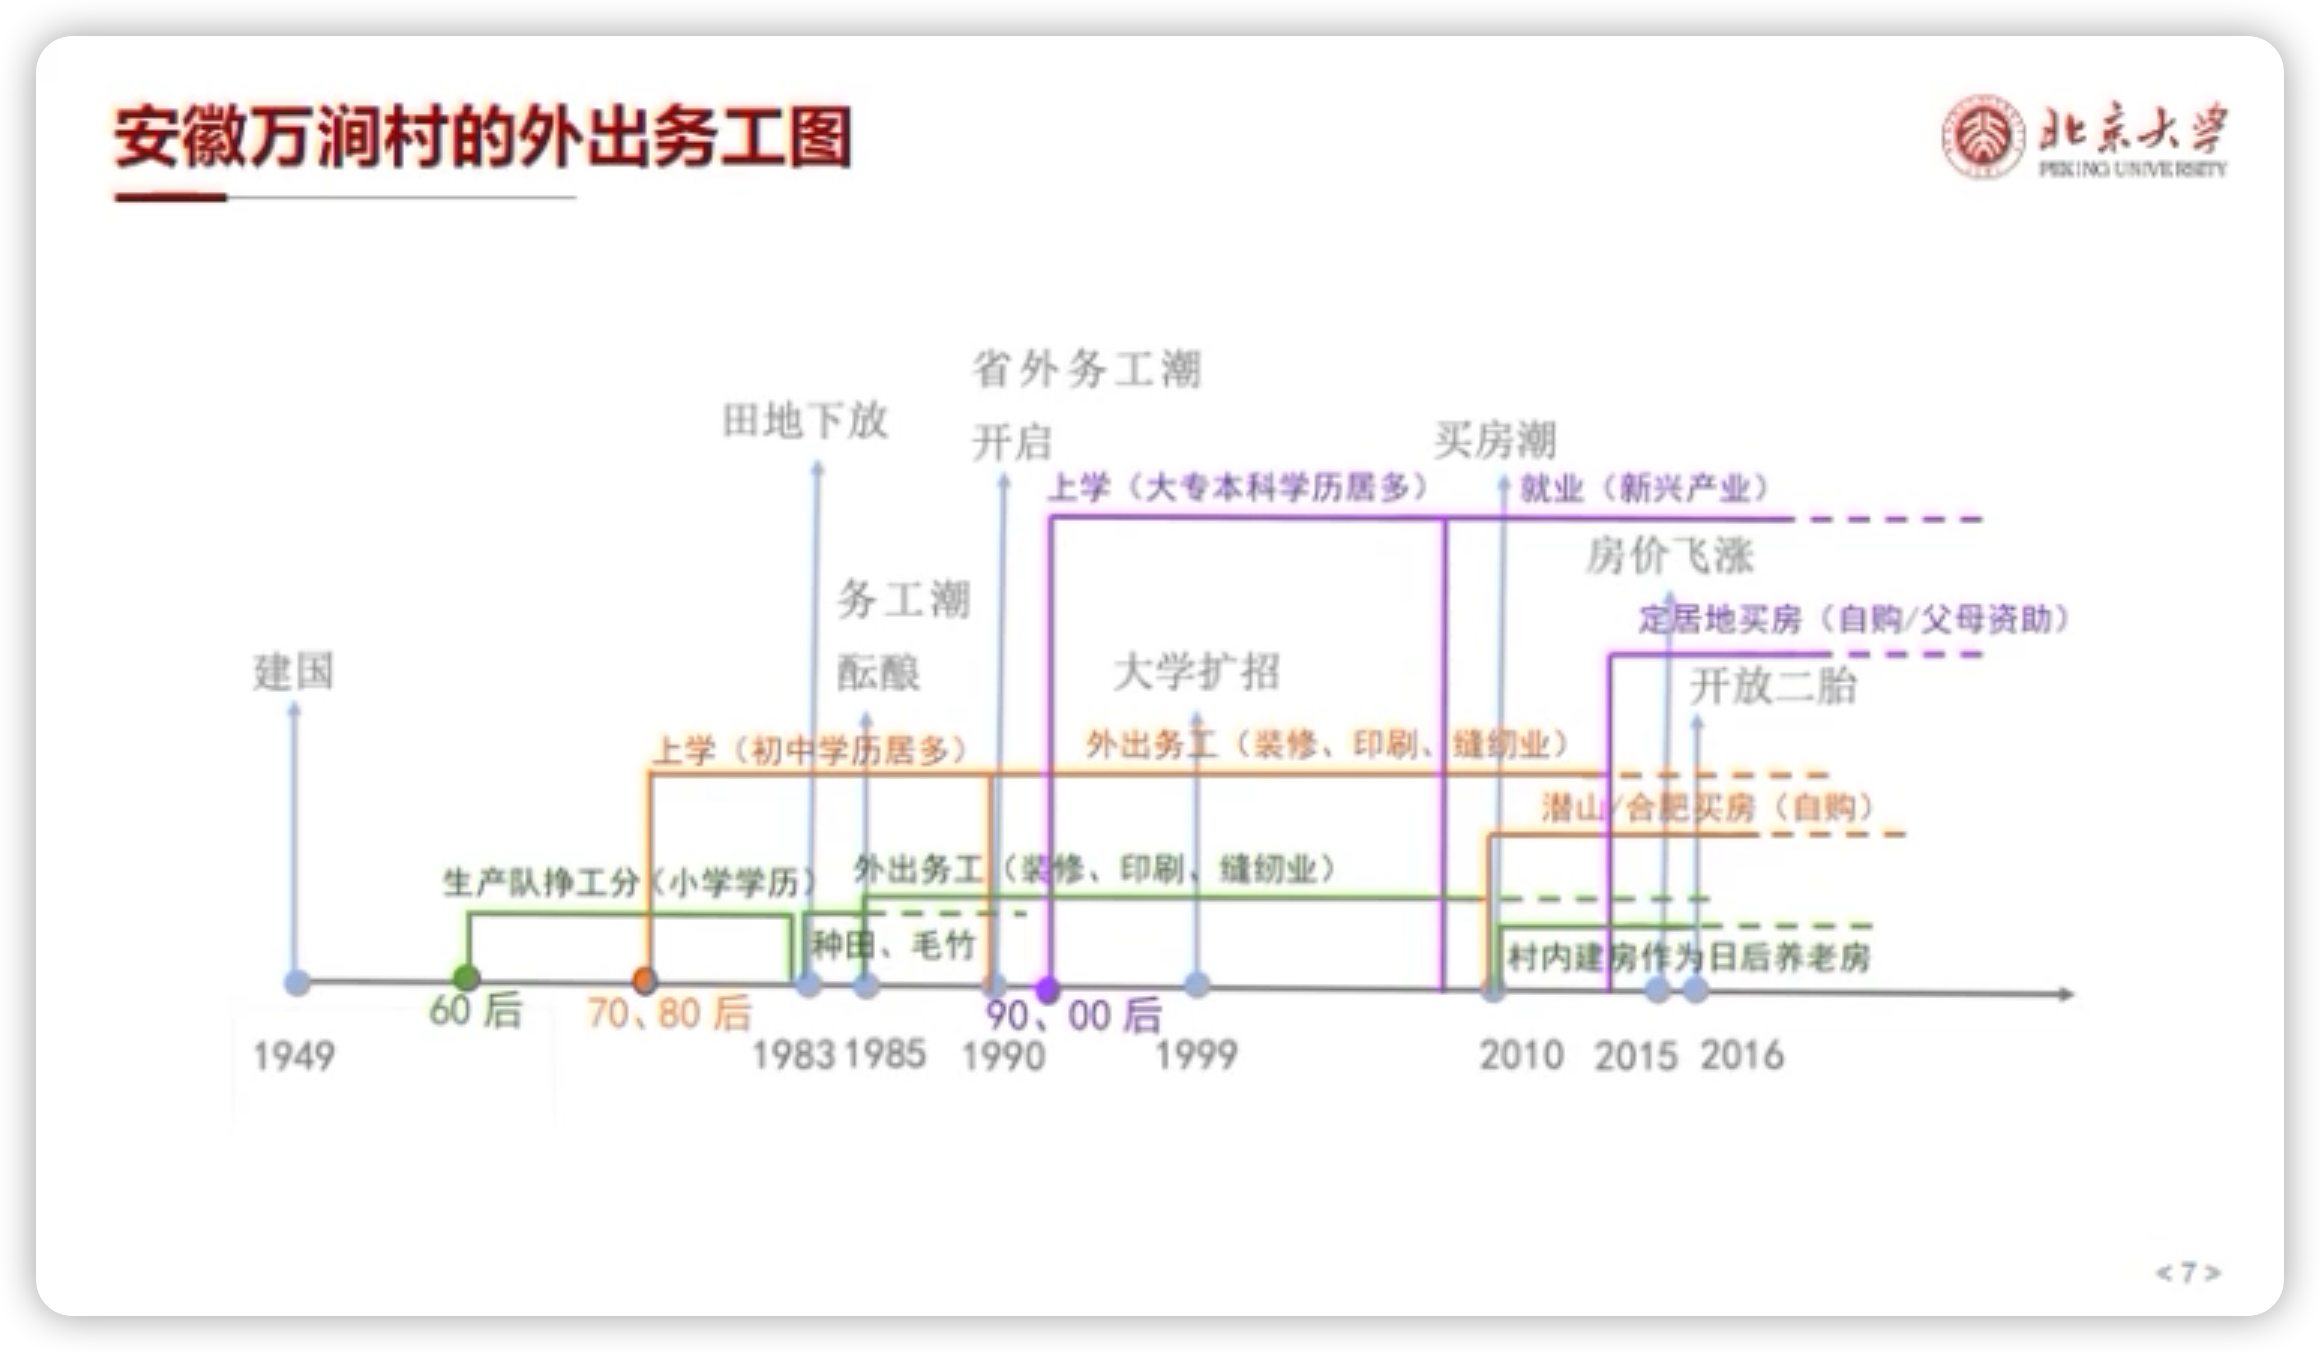 安徽万涧村的外出务工图
北京大学
PEKING UNIVERSITY
省外务工潮
开启
田地下放
买房潮
上学（大专本科学历居多）
就业（新兴产业）
房价飞涨
务工潮
酝酿
定居地买房（自购/父母资助）
建国
大学扩招
开放二胎
上学（初中学历居多）
外出务工（装修、印刷、缝纫业）
潜山/合肥买房（自购）
生产队挣工分（小学学历）
外出务工（装修、印刷、缝纫业）
种田、毛竹
村内建房作为日后养老房
60 后
70、80 后
90、00 后
1949
1983
1985
1990
1999
2010
2015
2016
< 7 >